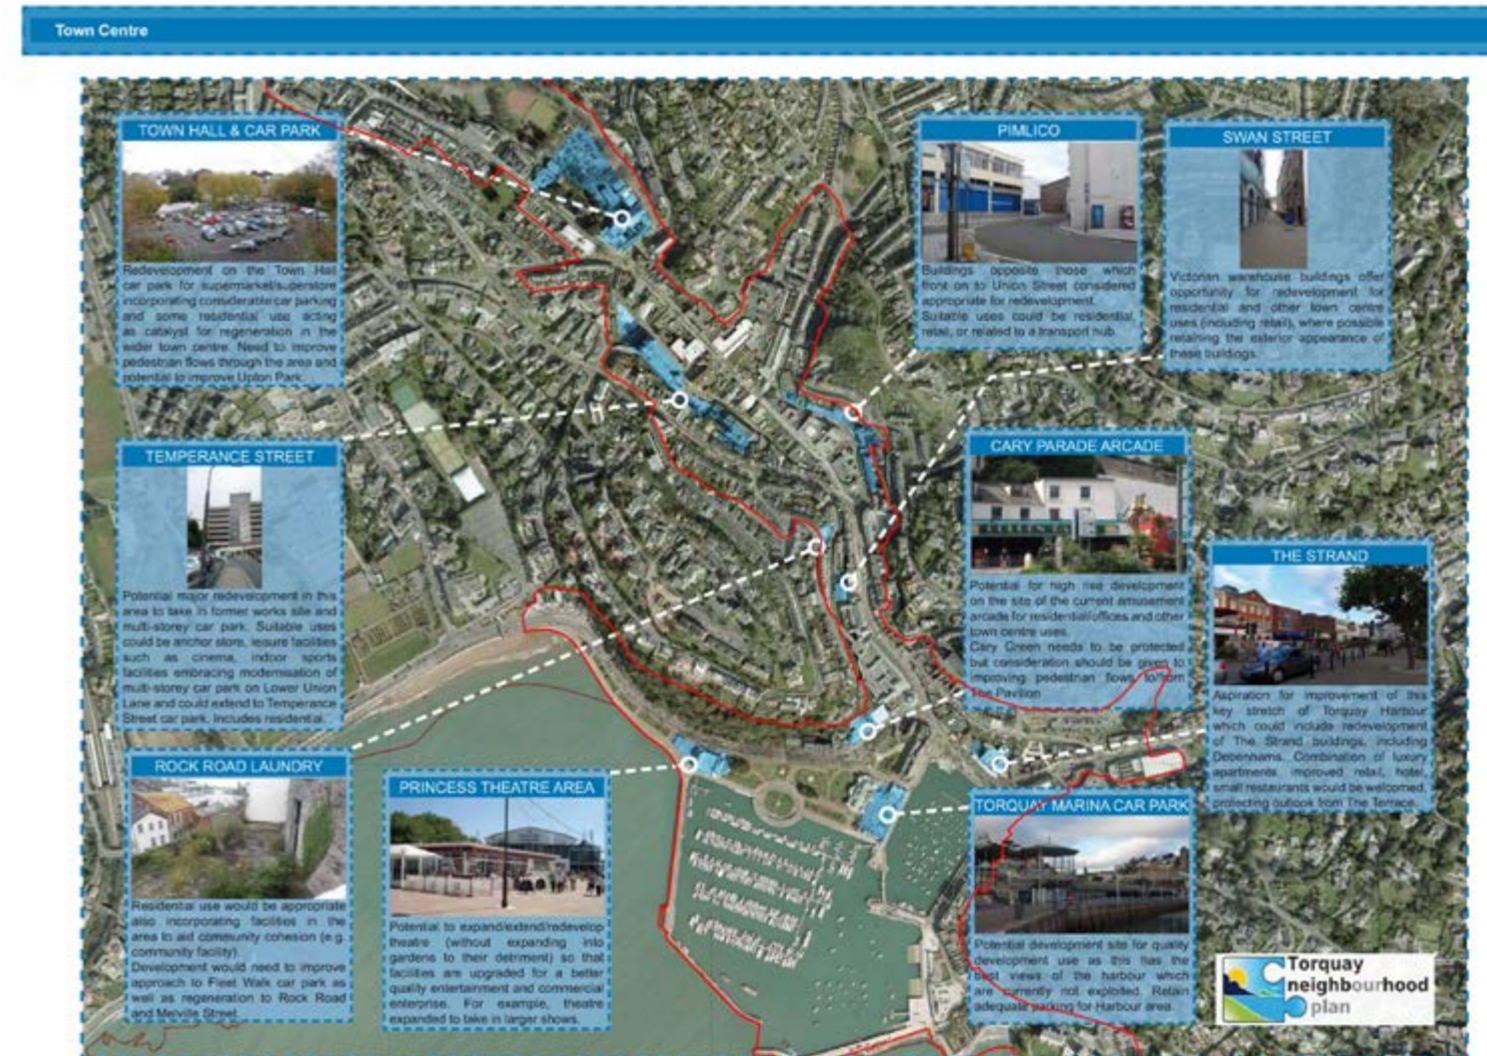 Town Centre
TOWN HALL & CAR PARK
Redevelopment on the Town Hall
car park for supermarket/superstore
incorporating considerable car parking
and some residential use acting
as catalyst for regeneration in the
wider town centre. Need to improve
pedestrian flows through the area and
potential to improve Upton Park.
PIMLICO
Buildings opposite those which
front on to Union Street considered
appropriate for redevelopment.
Suitable uses could be residential,
retail, or related to a transport hub.
SWAN STREET
Victorian warehouse buildings offer
opportunity for redevelopment for
residential and other town centre
uses (including retail), where possible
retaining the exterior appearance of
these buildings.
TEMPERANCE STREET
Potential major redevelopment in this
area to take in former works site and
multi-storey car park. Suitable uses
could be anchor store, leisure facilities
such as cinema, indoor sports
facilities embracing modernisation of
multi-storey car park on Lower Union
Lane and could extend to Temperance
Street car park. Includes residential.
CARY PARADE ARCADE
Potential for high rise development
on the site of the current amusement
arcade for residential/offices and other
town centre uses.
Cary Green needs to be protected
but consideration should be given to
improving pedestrian flows to/from
The Pavilion
THE STRAND
Aspiration for improvement of this
key stretch of Torquay Harbour
which could include redevelopment
of The Strand buildings, including
Debenhams. Combination of luxury
apartments, improved retail, hotel,
small restaurants would be welcomed,
protecting outlook from The Terrace.
ROCK ROAD LAUNDRY
Residential use would be appropriate
also incorporating facilities in the
area to aid community cohesion (e.g.
community facility).
Development would need to improve
approach to Fleet Walk car park as
well as regeneration to Rock Road
and Melville Street.
PRINCESS THEATRE AREA
Potential to expand/extend/redevelop
theatre (without expanding into
gardens to their detriment) so that
facilities are upgraded for a better
quality entertainment and commercial
enterprise. For example, theatre
expanded to take in larger shows.
TORQUAY MARINA CAR PARK
Potential development site for quality
development use as this has the
best views of the harbour which
are currently not exploited. Retain
adequate parking for Harbour area.
Torquay
neighbourhood
plan